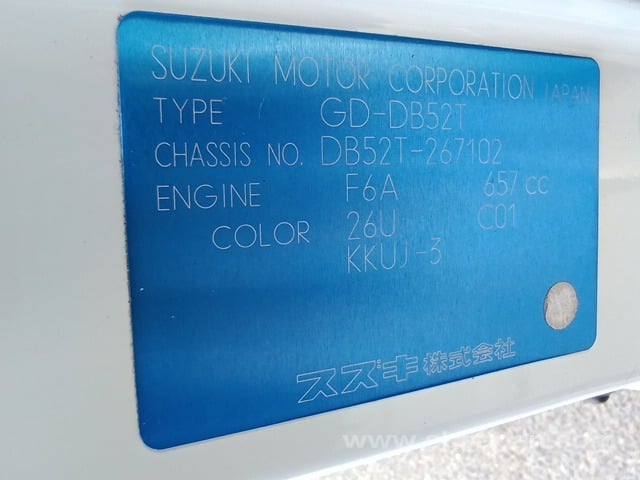 SUZUKI MOTOR CORPORATION JAPAN
TYPE GD-DB52T
CHASSIS NO. DB52T-267102
ENGINE F6A 657 cc
COLOR 26U C01
KKUJ-3
スズキ株式会社